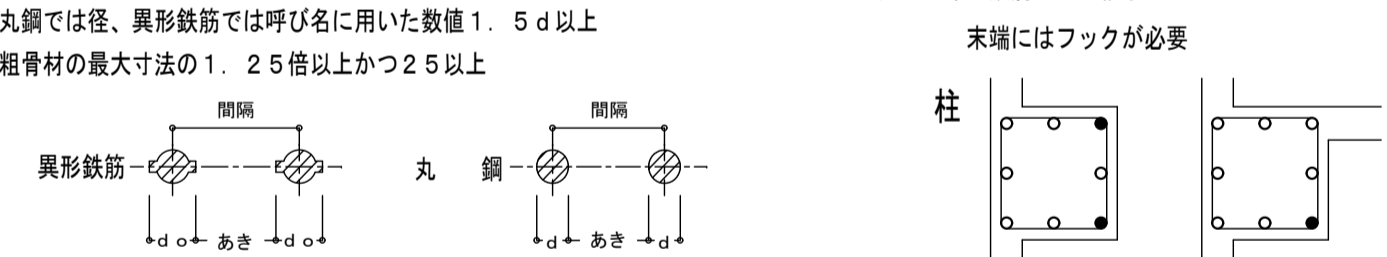 丸鋼では径、異形鉄筋では呼び名に用いた数値1．5d以上
粗骨材の最大寸法の1．25倍以上かつ25以上
間隔
間隔
異形鉄筋
丸　鋼
do あき do
d あき d
末端にはフックが必要
柱